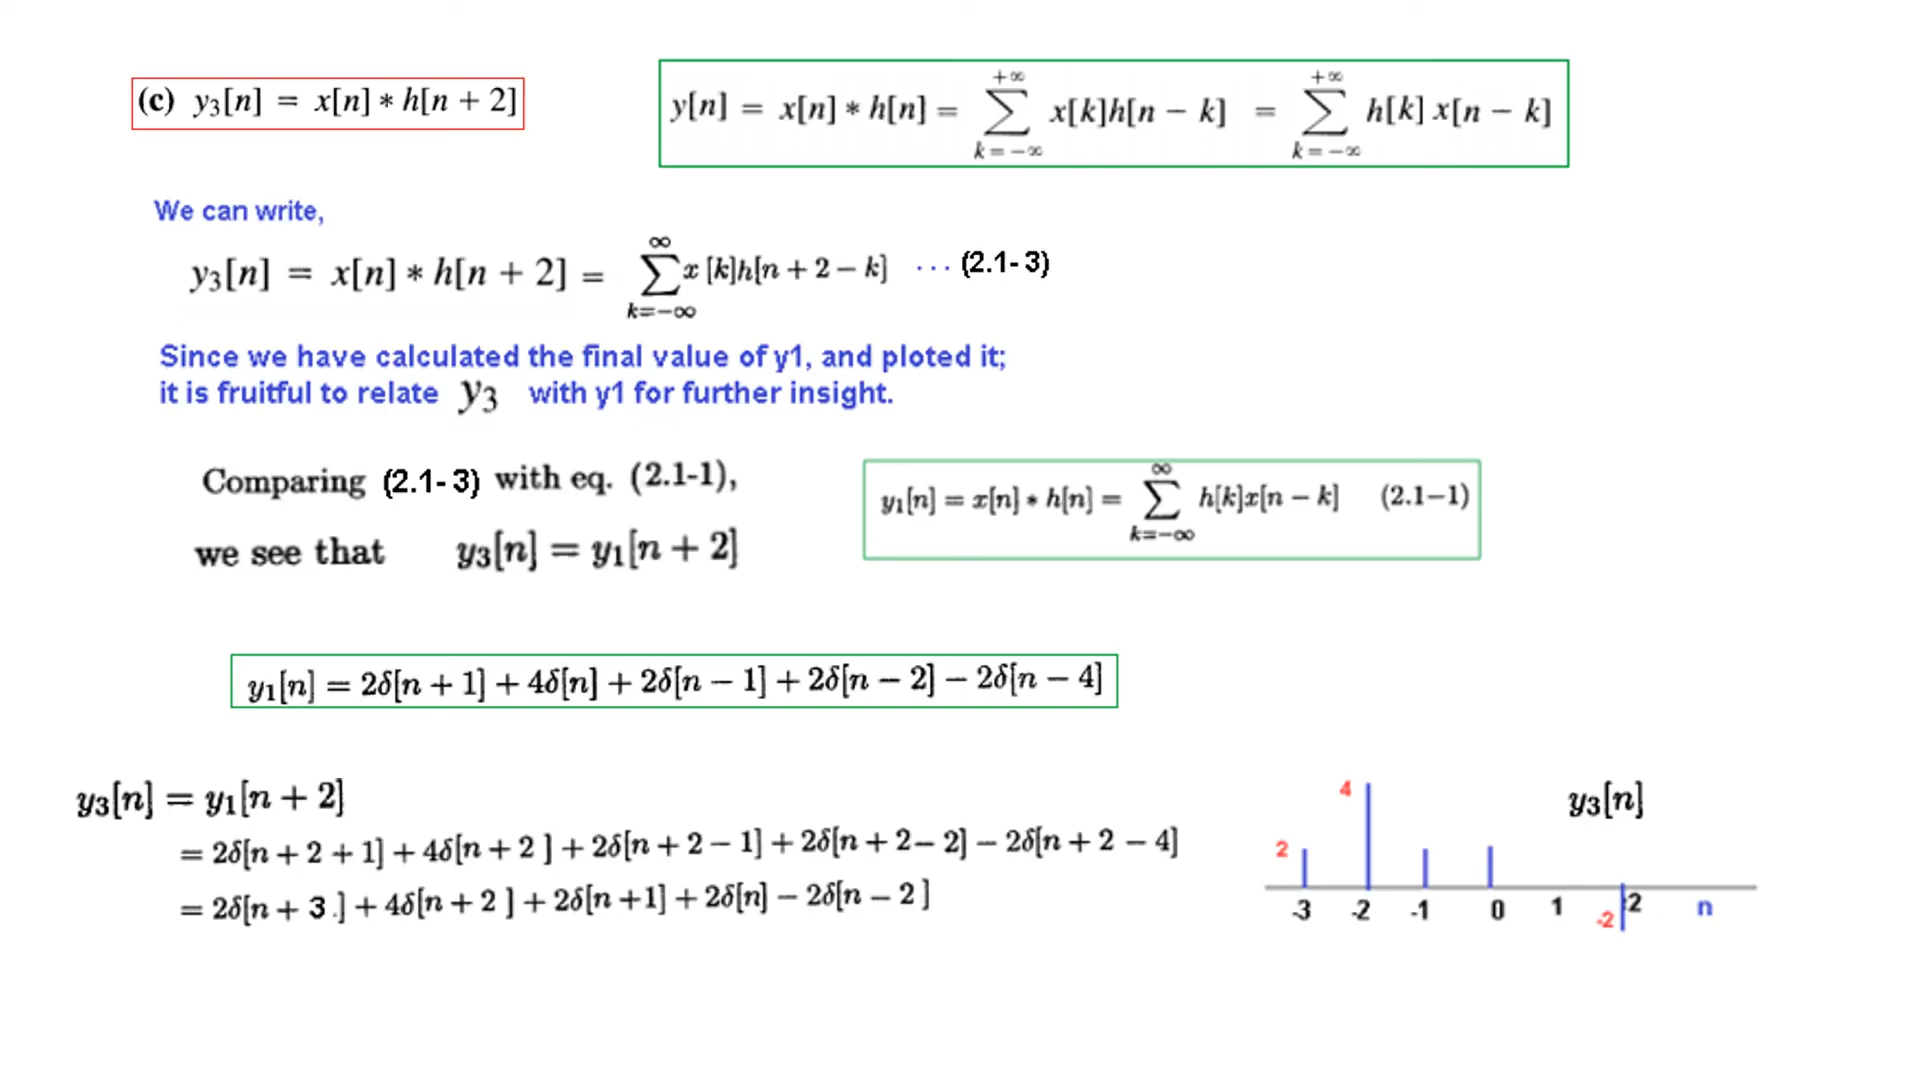 (c) y₃[n] = x[n] * h[n + 2]
y[n] = x[n] * h[n] = ∑_{k=−∞}^{+∞} x[k]h[n − k] = ∑_{k=−∞}^{+∞} h[k] x[n − k]
We can write,
y₃[n] = x[n] * h[n + 2] = ∑_{k=−∞}^{∞} x [k]h[n + 2 − k] ... (2.1- 3)
Since we have calculated the final value of y1, and ploted it;
it is fruitful to relate y₃ with y1 for further insight.
Comparing (2.1- 3) with eq. (2.1-1),
y₁[n] = x[n] * h[n] = ∑_{k=−∞}^{∞} h[k]x[n − k] (2.1−1)
we see that y₃[n] = y₁[n + 2]
y₁[n] = 2δ[n + 1] + 4δ[n] + 2δ[n − 1] + 2δ[n − 2] − 2δ[n − 4]
y₃[n] = y₁[n + 2]
= 2δ[n + 2 + 1] + 4δ[n + 2 ] + 2δ[n + 2 − 1] + 2δ[n + 2− 2] − 2δ[n + 2 − 4]
= 2δ[n + 3 ] + 4δ[n + 2 ] + 2δ[n +1] + 2δ[n] − 2δ[n − 2 ]
4
y₃[n]
2
-3 -2 -1 0 1 2 n
-2